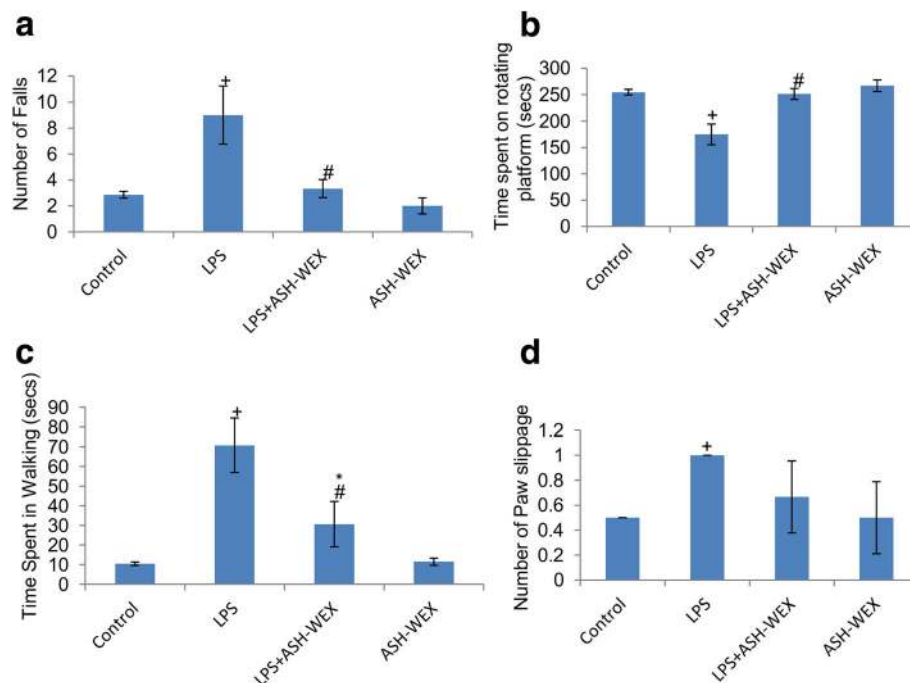 a
Number of Falls
12
10
8
6
4
2
0
+
#
Control
LPS
LPS+ASH-WEX
ASH-WEX
b
Time spent on rotating
platform (secs)
300
250
200
150
100
50
0
+
#
Control
LPS
LPS+ASH-WEX
ASH-WEX
c
Time Spent in Walking (secs)
90
80
70
60
50
40
30
20
10
0
+
*
#
Control
LPS
LPS+ASH-WEX
ASH-WEX
d
Number of Paw slippage
1.2
1
0.8
0.6
0.4
0.2
0
+
Control
LPS
LPS+ASH-WEX
ASH-WEX